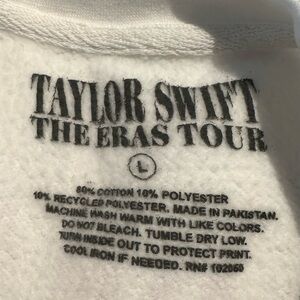 TAYLOR SWIFT
THE ERAS TOUR
L
80% COTTON 10% POLYESTER
10% RECYCLED POLYESTER. MADE IN PAKISTAN.
MACHINE WASH WARM WITH LIKE COLORS.
DO NOT BLEACH. TUMBLE DRY LOW.
TURN INSIDE OUT TO PROTECT PRINT.
COOL IRON IF NEEDED. RN# 102060